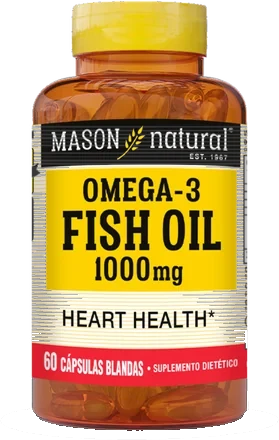 MASON natural®
EST. 1967
OMEGA-3
FISH OIL
1000mg
HEART HEALTH*
60 CÁPSULAS BLANDAS • SUPLEMENTO DIETÉTICO